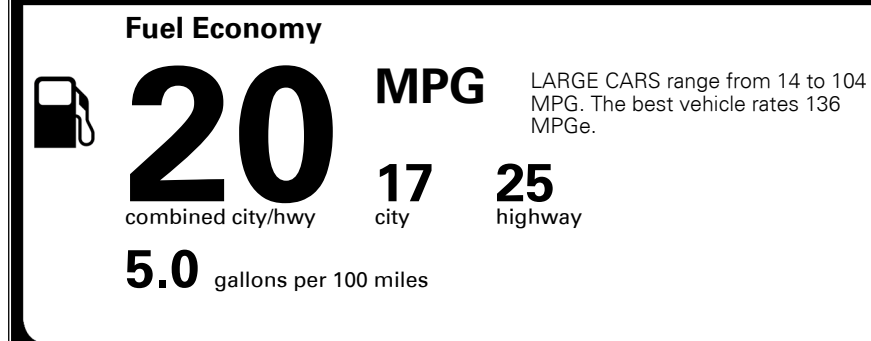 Fuel Economy
20
MPG
LARGE CARS range from 14 to 104
MPG. The best vehicle rates 136
MPGe.
17
25
combined city/hwy
city
highway
5.0 gallons per 100 miles